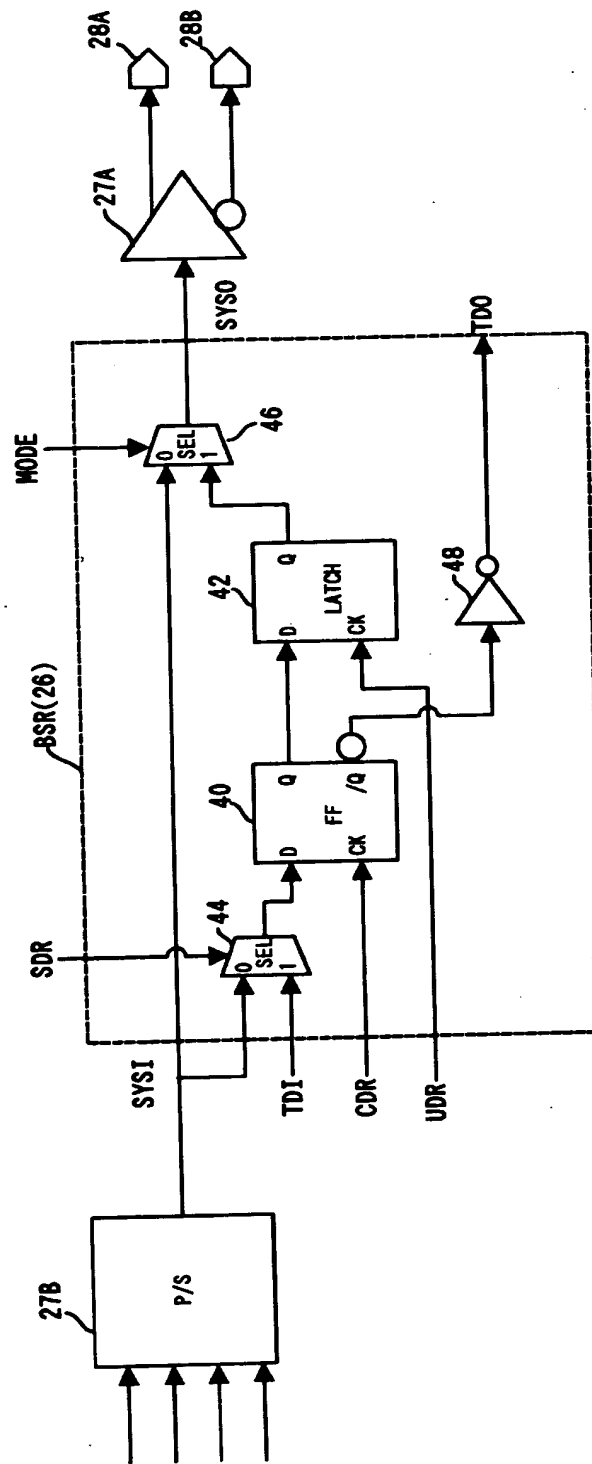 27B
P/S
SYSI
BSR(26)
SDR
44
0
SEL
1
TDI
CDR
UDR
40
D
Q
FF
CK
/Q
42
D
Q
LATCH
CK
MODE
0
SEL
1
46
48
SYSO
TDO
27A
28A
28B